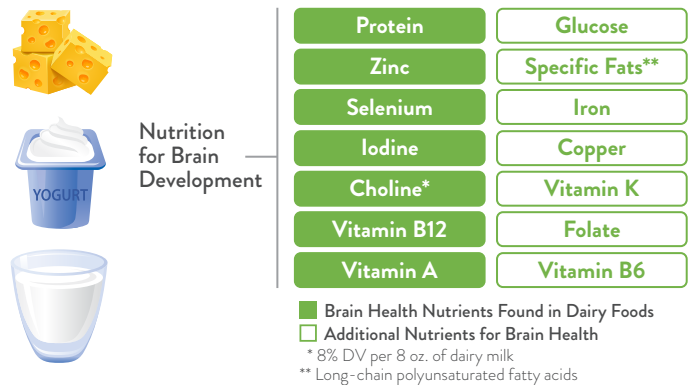 Nutrition
for Brain
Development
YOGURT
Protein
Glucose
Zinc
Specific Fats**
Selenium
Iron
Iodine
Copper
Choline*
Vitamin K
Vitamin B12
Folate
Vitamin A
Vitamin B6
Brain Health Nutrients Found in Dairy Foods
Additional Nutrients for Brain Health
* 8% DV per 8 oz. of dairy milk
** Long-chain polyunsaturated fatty acids